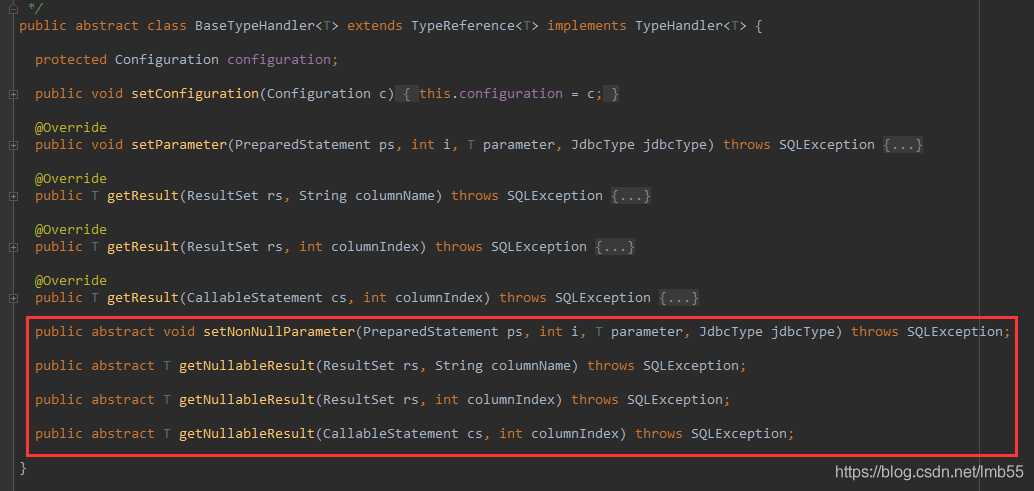 */
public abstract class BaseTypeHandler<T> extends TypeReference<T> implements TypeHandler<T> {
protected Configuration configuration;
public void setConfiguration(Configuration c) { this.configuration = c; }
@Override
public void setParameter(PreparedStatement ps, int i, T parameter, JdbcType jdbcType) throws SQLException {...}
@Override
public T getResult(ResultSet rs, String columnName) throws SQLException {...}
@Override
public T getResult(ResultSet rs, int columnIndex) throws SQLException {...}
@Override
public T getResult(CallableStatement cs, int columnIndex) throws SQLException {...}
public abstract void setNonNullParameter(PreparedStatement ps, int i, T parameter, JdbcType jdbcType) throws SQLException;
public abstract T getNullableResult(ResultSet rs, String columnName) throws SQLException;
public abstract T getNullableResult(ResultSet rs, int columnIndex) throws SQLException;
public abstract T getNullableResult(CallableStatement cs, int columnIndex) throws SQLException;
}
https://blog.csdn.net/lmb55